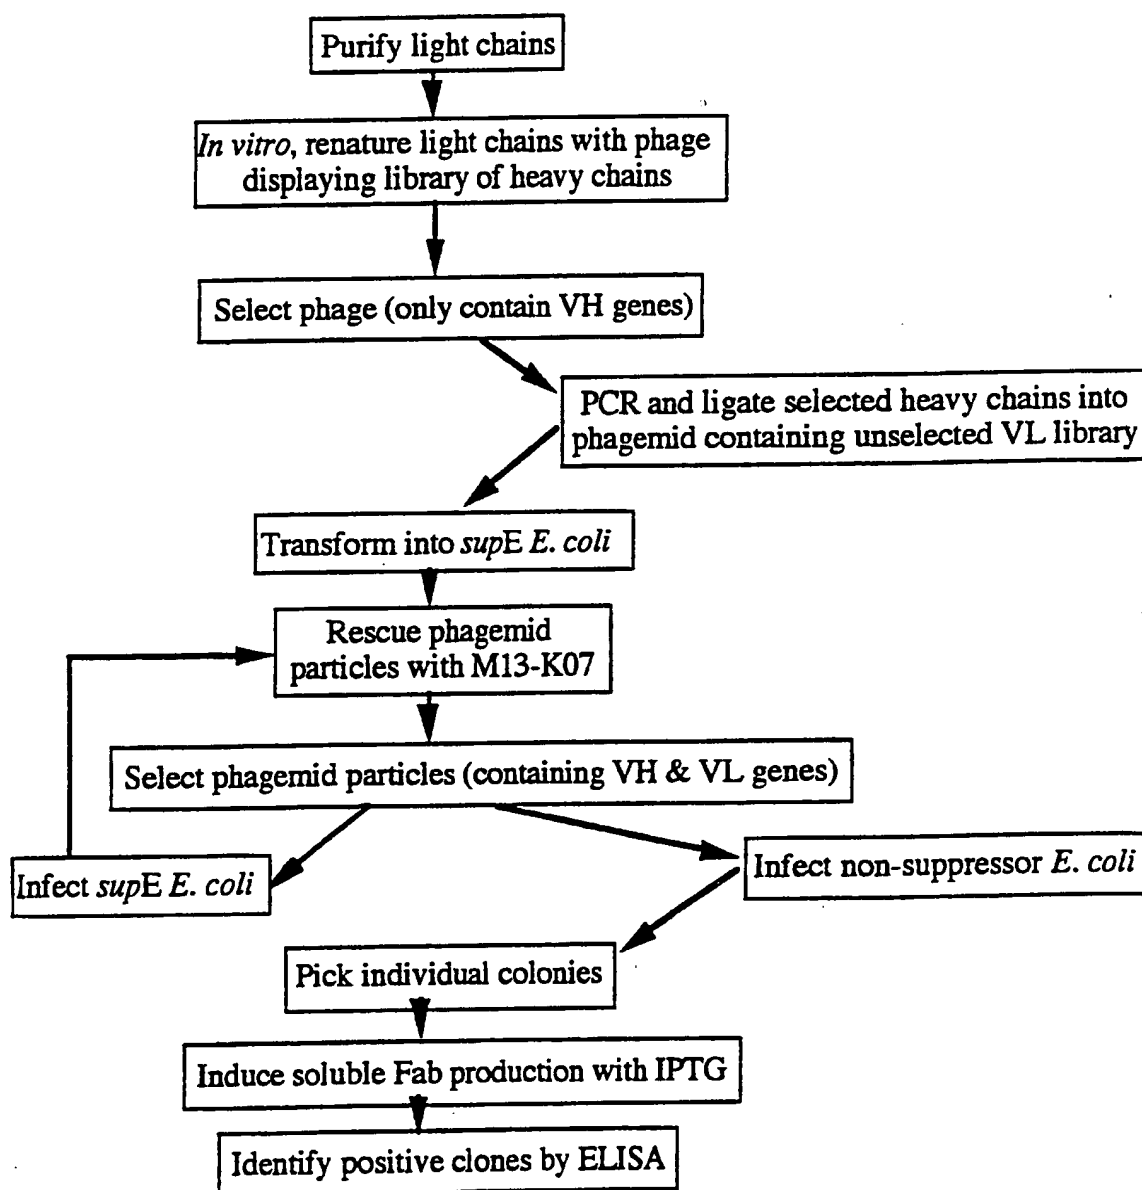 Purify light chains
In vitro, renature light chains with phage
displaying library of heavy chains
Select phage (only contain VH genes)
PCR and ligate selected heavy chains into
phagemid containing unselected VL library
Transform into supE E. coli
Rescue phagemid
particles with M13-K07
Select phagemid particles (containing VH & VL genes)
Infect supE E. coli
Infect non-suppressor E. coli
Pick individual colonies
Induce soluble Fab production with IPTG
Identify positive clones by ELISA